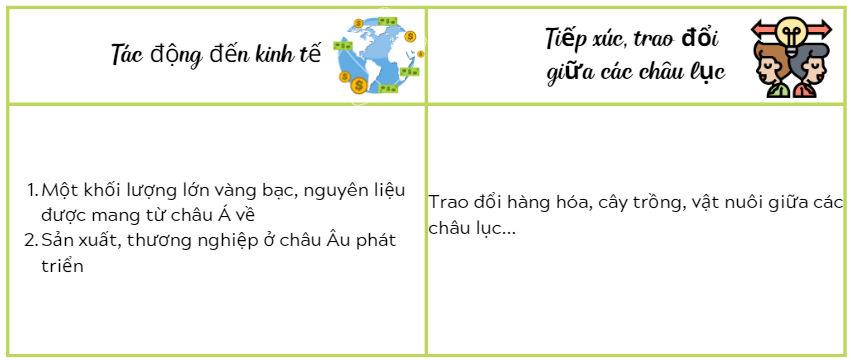 Tác động đến kinh tế
Tiếp xúc, trao đổi
giữa các châu lục
1. Một khối lượng lớn vàng bạc, nguyên liệu
được mang từ châu Á về
2. Sản xuất, thương nghiệp ở châu Âu phát
triển
Trao đổi hàng hóa, cây trồng, vật nuôi giữa các
châu lục...